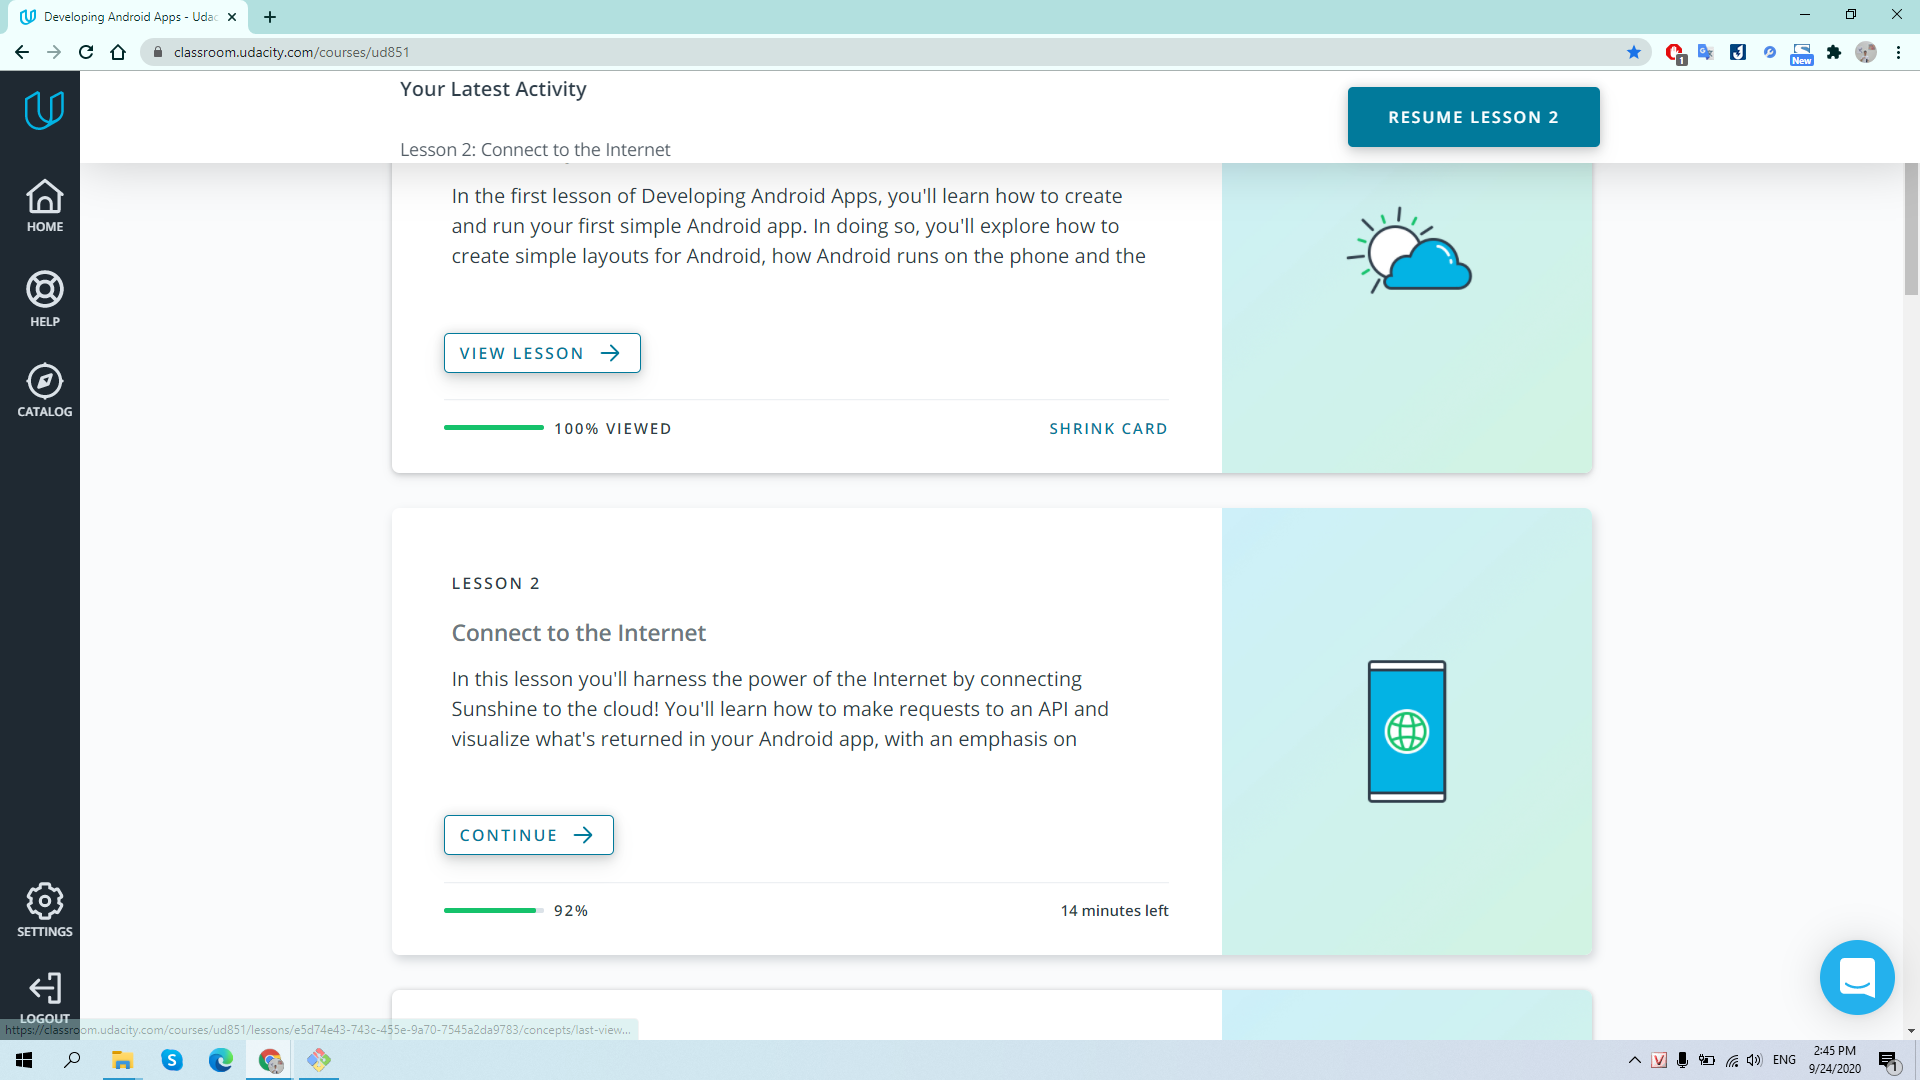 Developing Android Apps - Udac
classroom.udacity.com/courses/ud851
1
New
Your Latest Activity
Lesson 2: Connect to the Internet
RESUME LESSON 2
HOME
HELP
CATALOG
SETTINGS
LOGOUT
In the first lesson of Developing Android Apps, you'll learn how to create
and run your first simple Android app. In doing so, you'll explore how to
create simple layouts for Android, how Android runs on the phone and the
VIEW LESSON
100% VIEWED
SHRINK CARD
LESSON 2
Connect to the Internet
In this lesson you'll harness the power of the Internet by connecting
Sunshine to the cloud! You'll learn how to make requests to an API and
visualize what's returned in your Android app, with an emphasis on
CONTINUE
92%
14 minutes left
https://classroom.udacity.com/courses/ud851/lessons/e5d74e43-743c-455e-9a70-7545a2da9783/concepts/last-view...
ENG
2:45 PM
9/24/2020
1